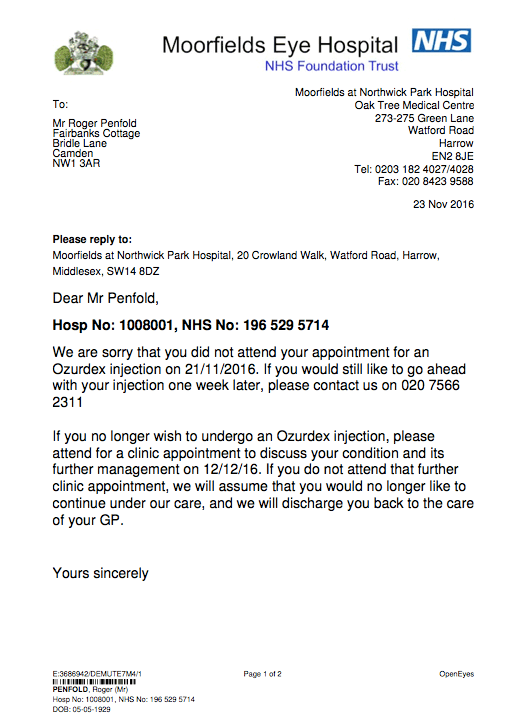 Moorfields Eye Hospital NHS
NHS Foundation Trust
Moorfields at Northwick Park Hospital
Oak Tree Medical Centre
273-275 Green Lane
Watford Road
Harrow
EN2 8JE
Tel: 0203 182 4027/4028
Fax: 020 8423 9588
To:
Mr Roger Penfold
Fairbanks Cottage
Bridle Lane
Camden
NW1 3AR
23 Nov 2016
Please reply to:
Moorfields at Northwick Park Hospital, 20 Crowland Walk, Watford Road, Harrow,
Middlesex, SW14 8DZ
Dear Mr Penfold,
Hosp No: 1008001, NHS No: 196 529 5714
We are sorry that you did not attend your appointment for an
Ozurdex injection on 21/11/2016. If you would still like to go ahead
with your injection one week later, please contact us on 020 7566
2311
If you no longer wish to undergo an Ozurdex injection, please
attend for a clinic appointment to discuss your condition and its
further management on 12/12/16. If you do not attend that further
clinic appointment, we will assume that you would no longer like to
continue under our care, and we will discharge you back to the care
of your GP.
Yours sincerely
E:3686942/DEMUTE7M4/1
PENFOLD, Roger (Mr)
Hosp No: 1008001, NHS No: 196 529 5714
DOB: 05-05-1929
Page 1 of 2
OpenEyes